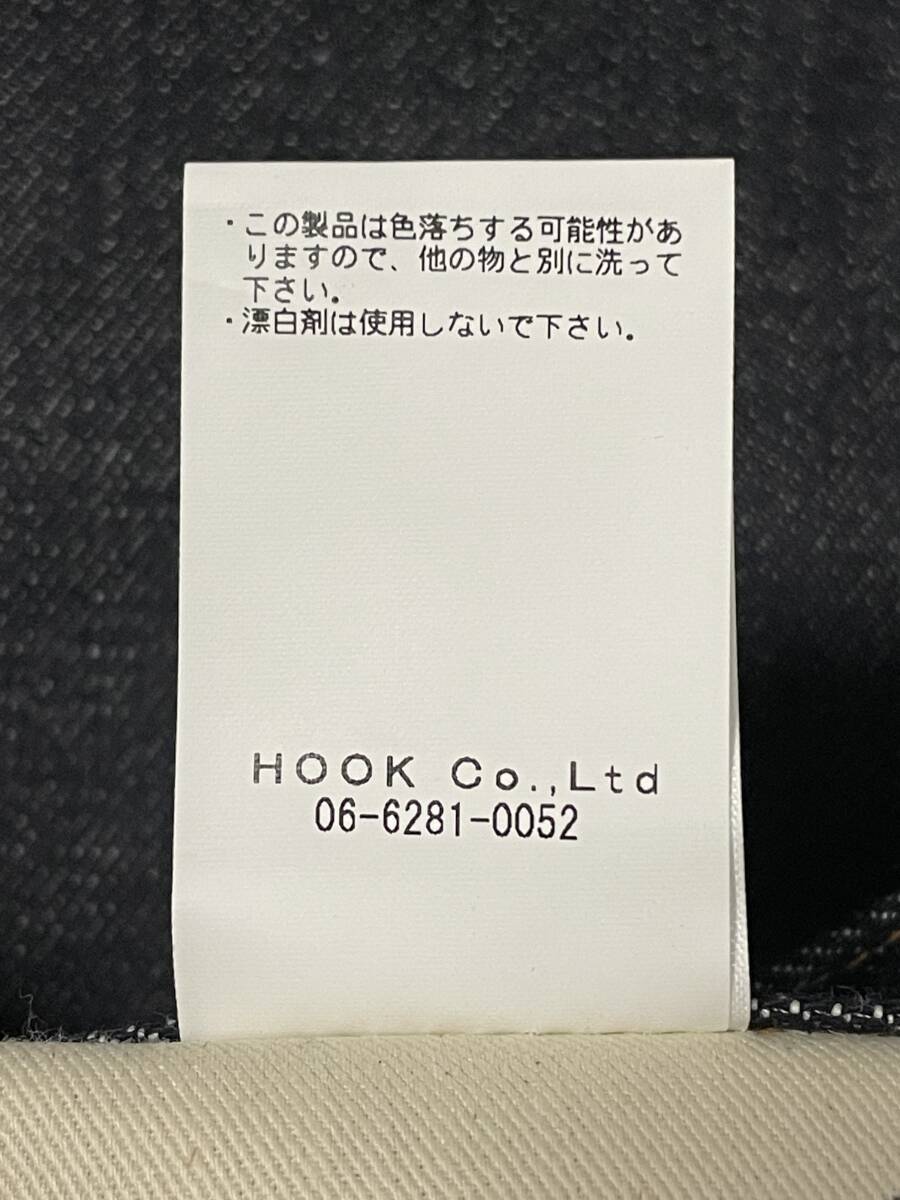 ・この製品は色落ちする可能性があ
りますので、他の物と別に洗って
下さい。
・漂白剤は使用しないで下さい。
HOOK Co.,Ltd
06-6281-0052